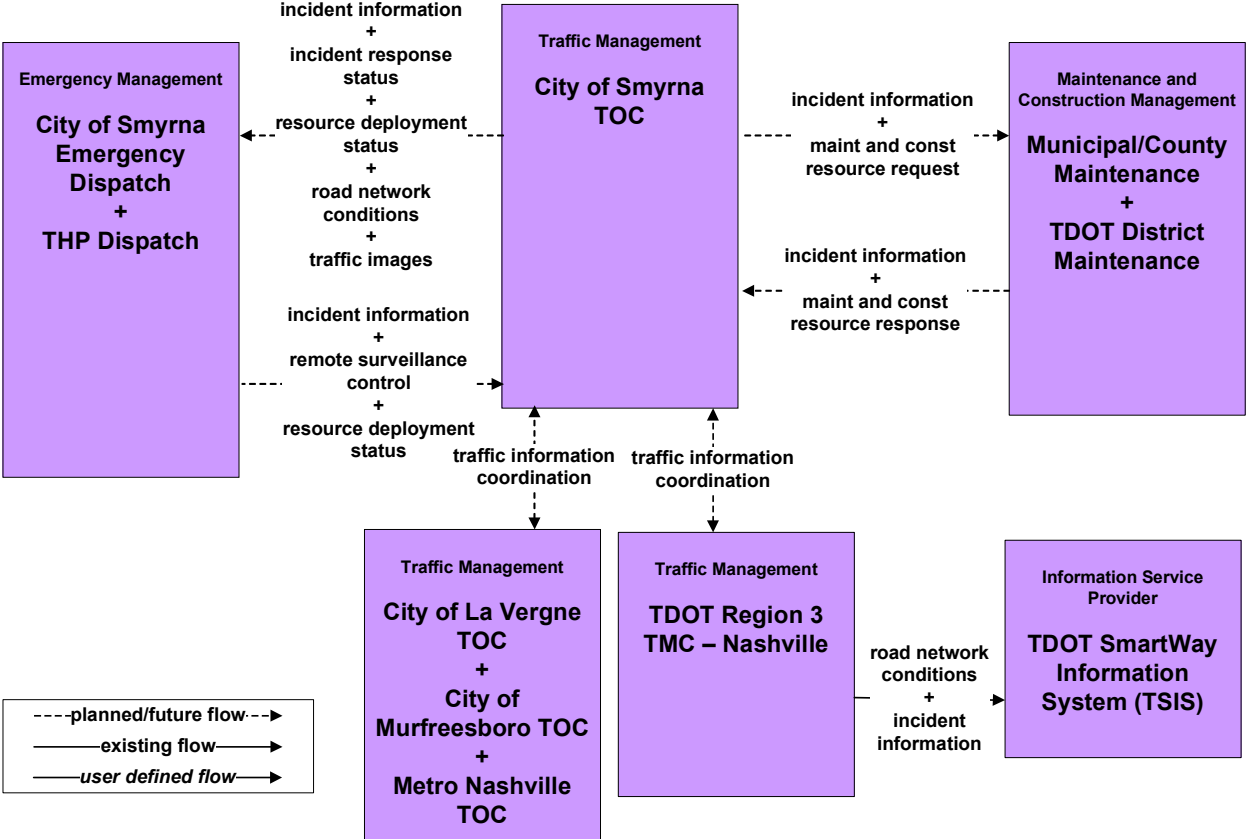 Emergency Management
City of Smyrna
Emergency
Dispatch
+
THP Dispatch
incident information
+
incident response
status
+
resource deployment
status
+
road network
conditions
+
traffic images
incident information
+
remote surveillance
control
+
resource deployment
status
Traffic Management
City of Smyrna
TOC
incident information
+
maint and const
resource request
incident information
+
maint and const
resource response
Maintenance and
Construction Management
Municipal/County
Maintenance
+
TDOT District
Maintenance
traffic information
coordination
traffic information
coordination
Traffic Management
City of La Vergne
TOC
+
City of
Murfreesboro TOC
+
Metro Nashville
TOC
Traffic Management
TDOT Region 3
TMC – Nashville
road network
conditions
+
incident
information
Information Service
Provider
TDOT SmartWay
Information
System (TSIS)
planned/future flow
existing flow
user defined flow